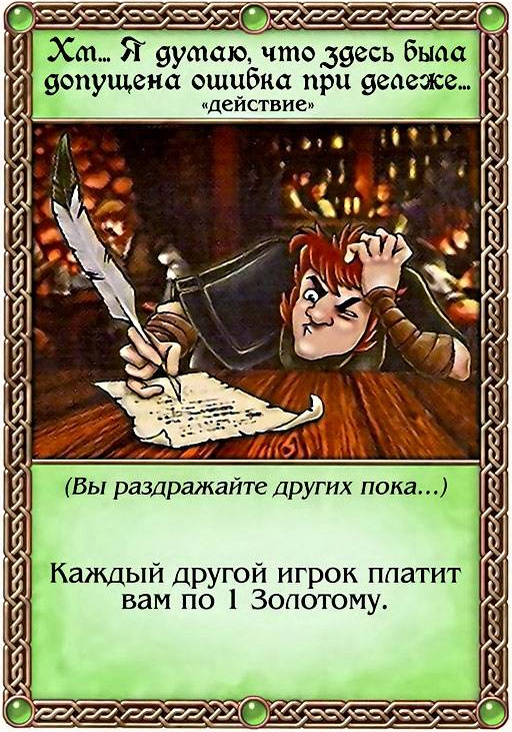 Хм... Я думаю, что здесь была
допущена ошибка при дележе...
«действие»
(Вы раздражайте других пока...)
Каждый другой игрок платит
вам по 1 Золотому.